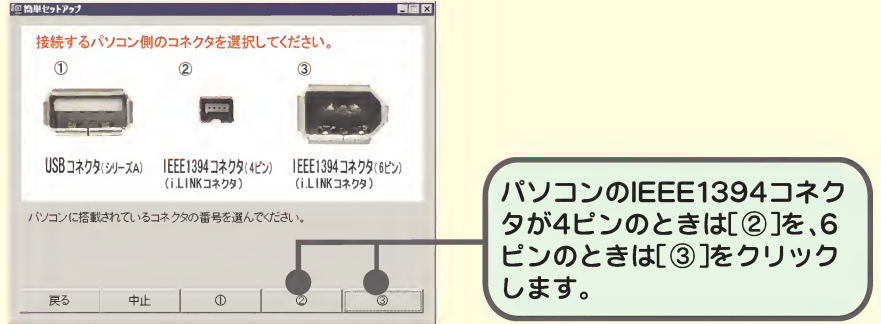 簡単セットアップ
接続するパソコン側のコネクタを選択してください。
① ② ③
USBコネクタ(シリーズA) IEEE1394コネクタ(4ピン) IEEE1394コネクタ(6ピン)
(i.LINKコネクタ) (i.LINKコネクタ)
パソコンに搭載されているコネクタの番号を選んでください。
戻る 中止 ① ② ③
パソコンのIEEE1394コネク
タが4ピンのときは[②]を、6
ピンのときは[③]をクリック
します。